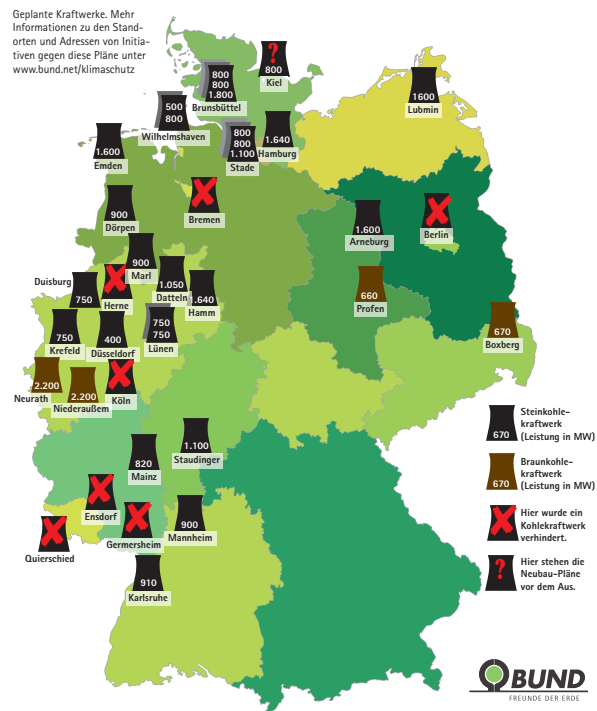 Geplante Kraftwerke. Mehr
Informationen zu den Stand-
orten und Adressen von Initia-
tiven gegen diese Pläne unter
www.bund.net/klimaschutz
?
800
Kiel
800
800
1.800
Brunsbüttel
1600
Lubmin
500
800
Wilhelmshaven
800
800
1.100
Stade
1.640
Hamburg
1.600
Emden
Bremen
900
Dörpen
1.600
Arneburg
Berlin
900
Marl
Duisburg
750
Herne
1.050
Datteln
1.640
Hamm
660
Profen
670
Boxberg
750
Krefeld
400
Düsseldorf
750
750
Lünen
2.200
Neurath
2.200
Niederaußem
Köln
820
Mainz
1.100
Staudinger
Ensdorf
Quierschied
Germersheim
900
Mannheim
910
Karlsruhe
670
Steinkohle-
kraftwerk
(Leistung in MW)
670
Braunkohle-
kraftwerk
(Leistung in MW)
Hier wurde ein
Kohlekraftwerk
verhindert.
?
Hier stehen die
Neubau-Pläne
vor dem Aus.
BUND
FREUNDE DER ERDE